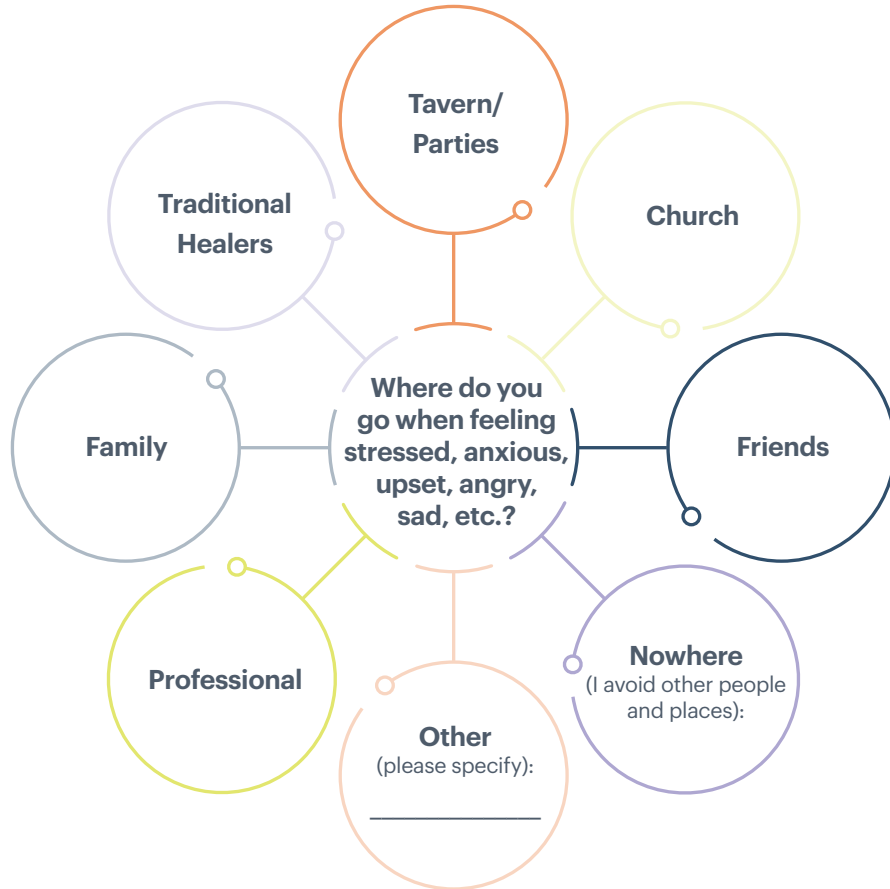 Tavern/
Parties
Traditional
Healers
Church
Where do you
go when feeling
stressed, anxious,
upset, angry,
sad, etc.?
Family
Friends
Professional
Nowhere
(I avoid other people
and places):
Other
(please specify):